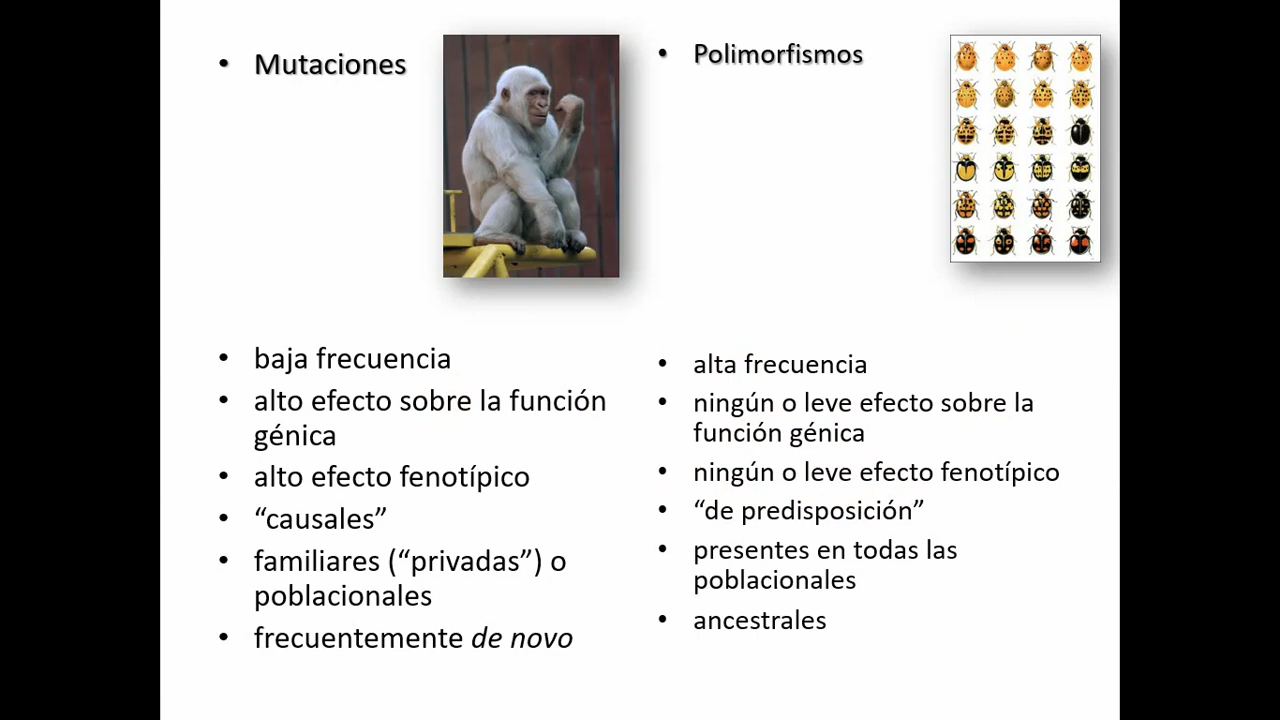 • Mutaciones
• baja frecuencia
• alto efecto sobre la función
génica
• alto efecto fenotípico
• “causales”
• familiares (“privadas”) o
poblacionales
• frecuentemente de novo
• Polimorfismos
• alta frecuencia
• ningún o leve efecto sobre la
función génica
• ningún o leve efecto fenotípico
• “de predisposición”
• presentes en todas las
poblacionales
• ancestrales